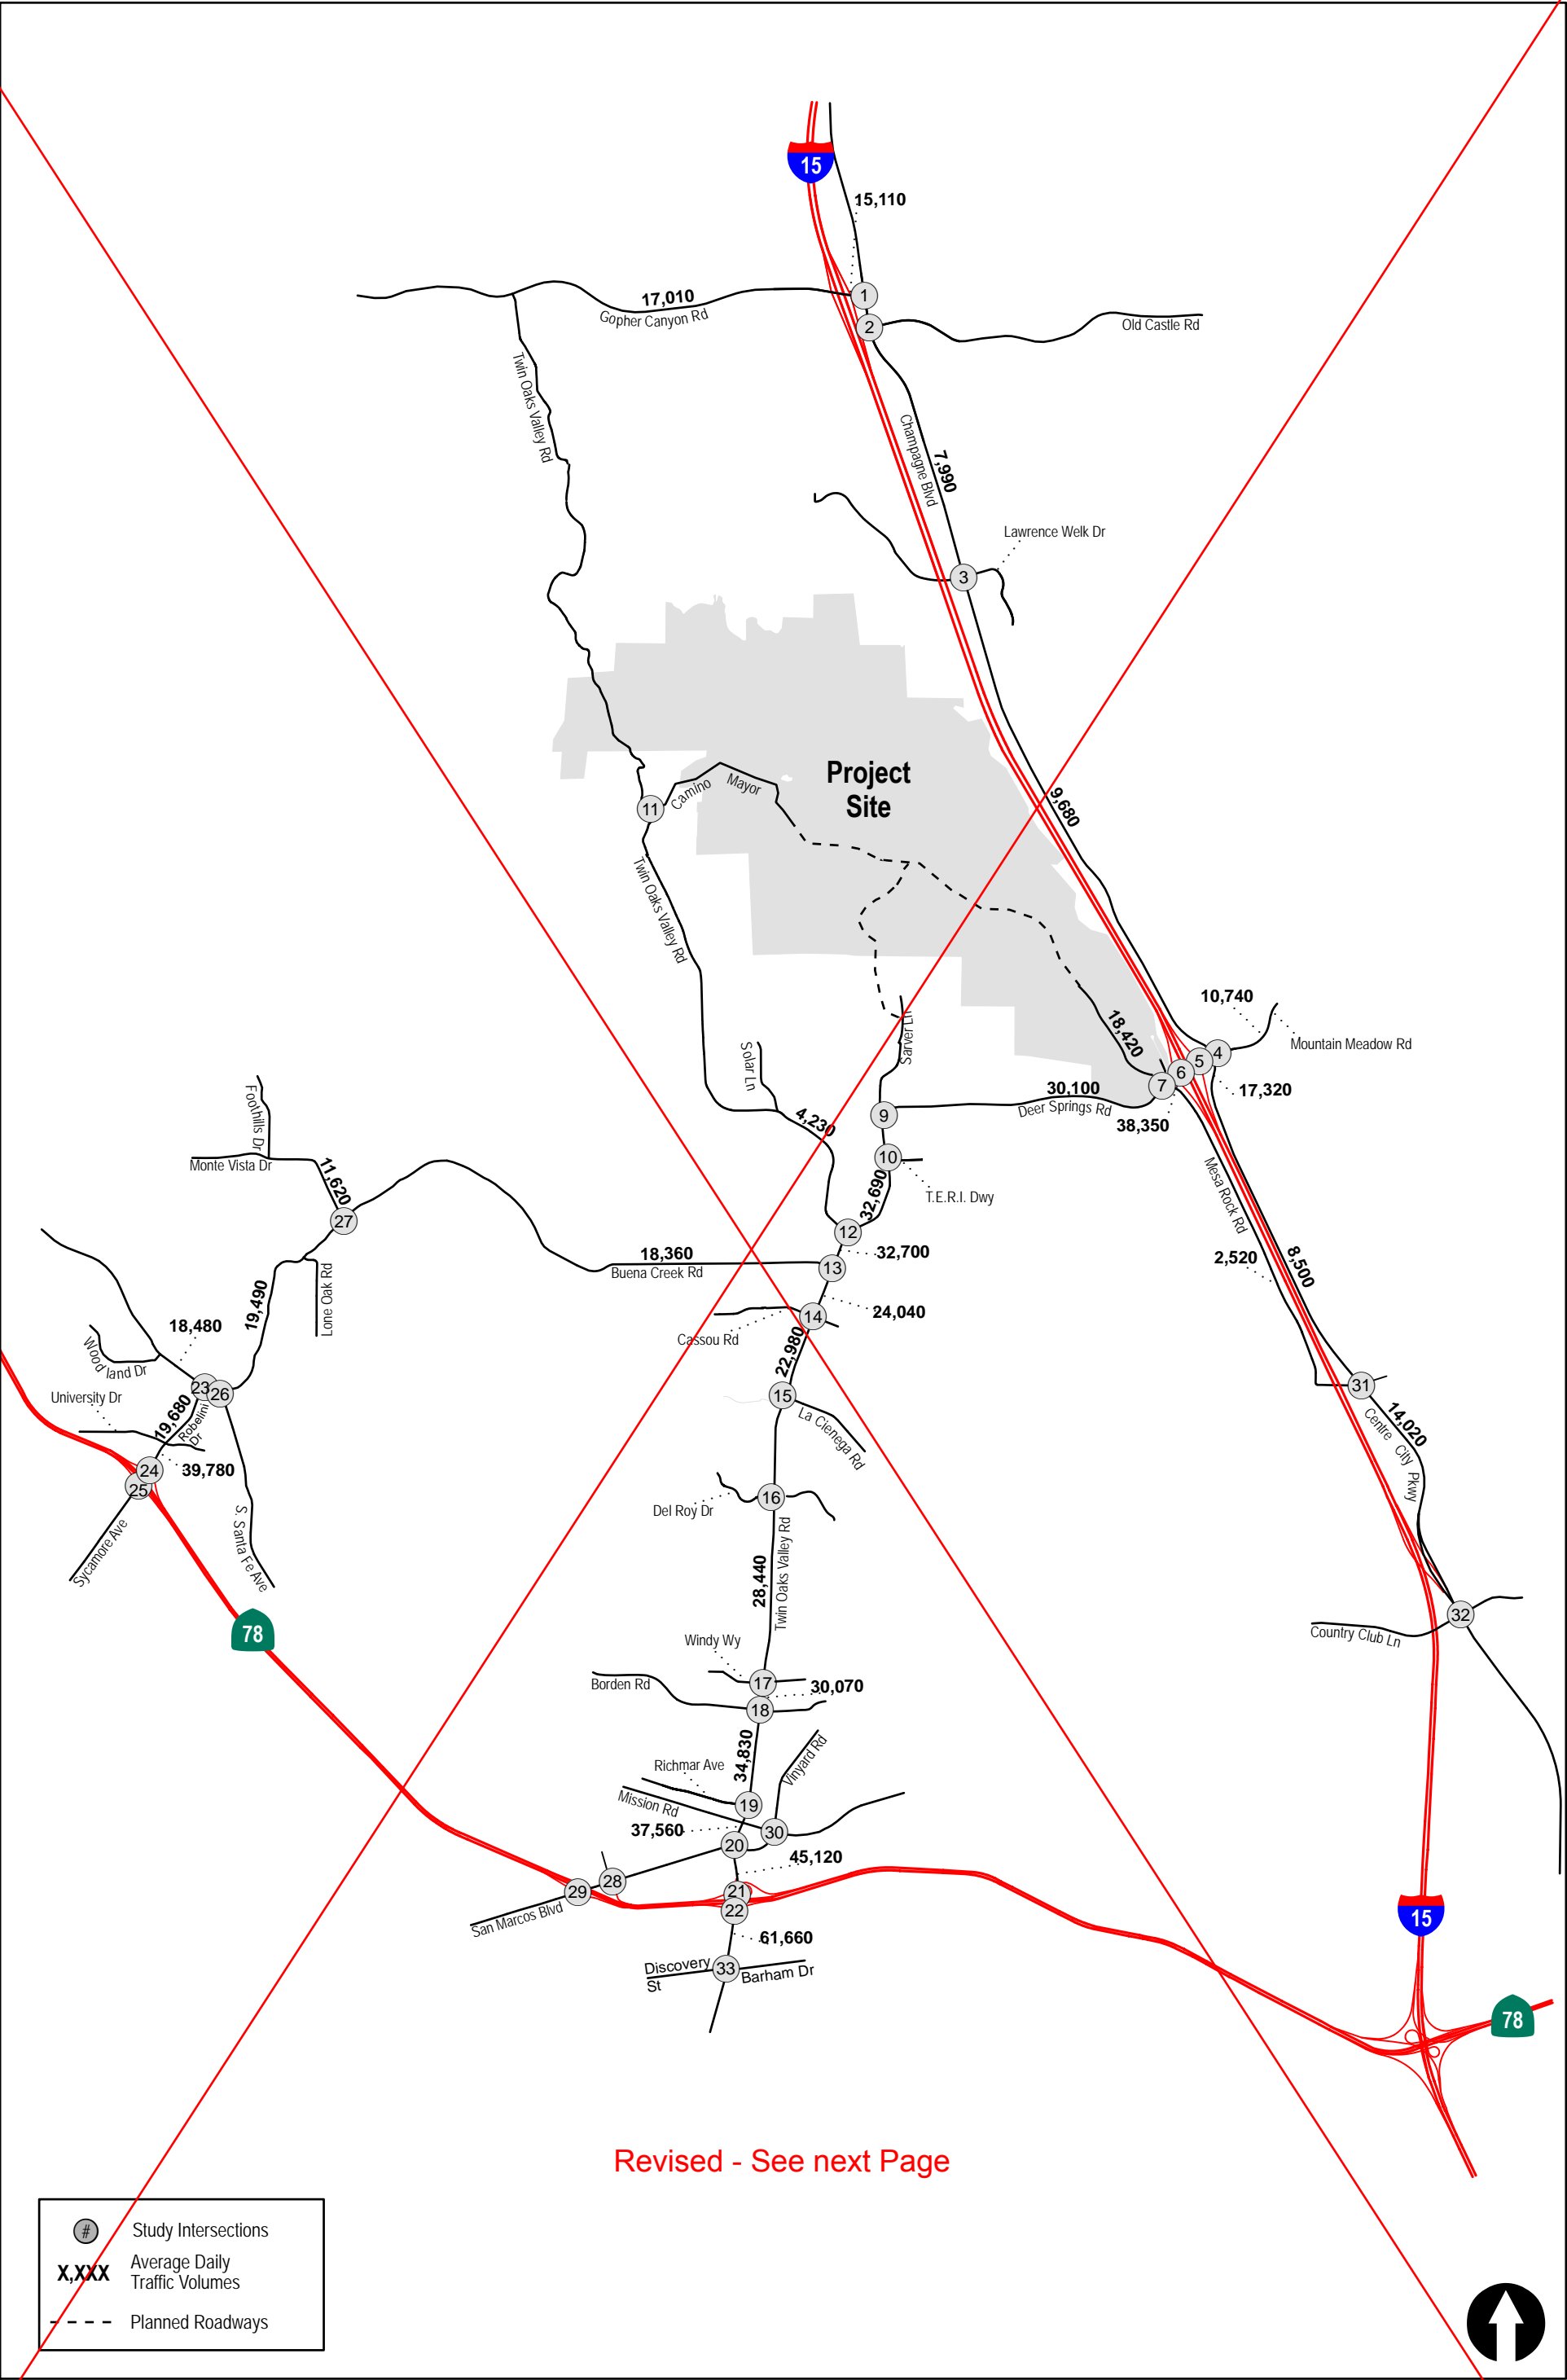 15
15,110
1
17,010
Gopher Canyon Rd
2
Old Castle Rd
Twin Oaks Valley Rd
Champagne Blvd
7,990
Lawrence Welk Dr
3
Project
Site
9,680
11
Camino Mayor
Twin Oaks Valley Rd
10,740
Mountain Meadow Rd
18,420
4
5
6
7
17,320
Sarver Ln
Solar Ln
30,100
Deer Springs Rd
38,350
4,230
9
10
T.E.R.I. Dwy
32,690
Mesa Rock Rd
Foothills Dr
Monte Vista Dr
11,620
27
12
32,700
18,360
Buena Creek Rd
13
2,520
8,500
24,040
14
Cassou Rd
22,980
Lone Oak Rd
19,490
18,480
Woodland Dr
University Dr
23
26
19,680
Robelini
Dr
15
La Cienega Rd
31
14,020
Centre City Pkwy
24
39,780
25
Sycamore Ave
S. Santa Fe Ave
16
Del Roy Dr
28,440
Twin Oaks Valley Rd
78
32
Country Club Ln
Windy Wy
17
30,070
Borden Rd
18
34,830
Vinyard Rd
Richmar Ave
Mission Rd
19
37,560
30
20
45,120
28
29
21
22
San Marcos Blvd
61,660
15
Discovery
St
33
Barham Dr
78
Revised - See next Page
# Study Intersections
X,XXX Average Daily
Traffic Volumes
Planned Roadways